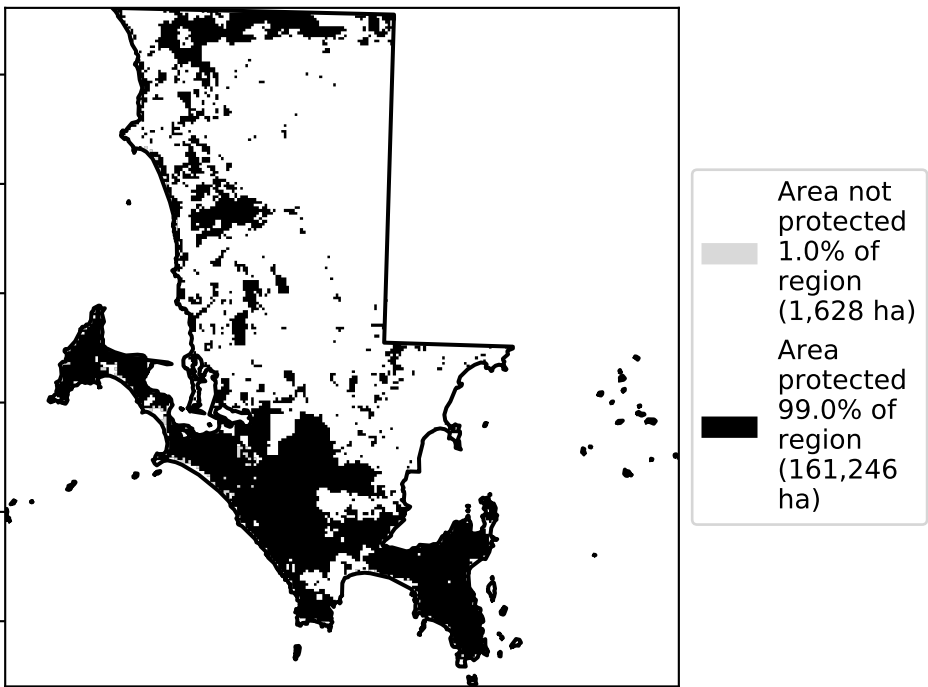 Area not
protected
1.0% of
region
(1,628 ha)
Area
protected
99.0% of
region
(161,246
ha)